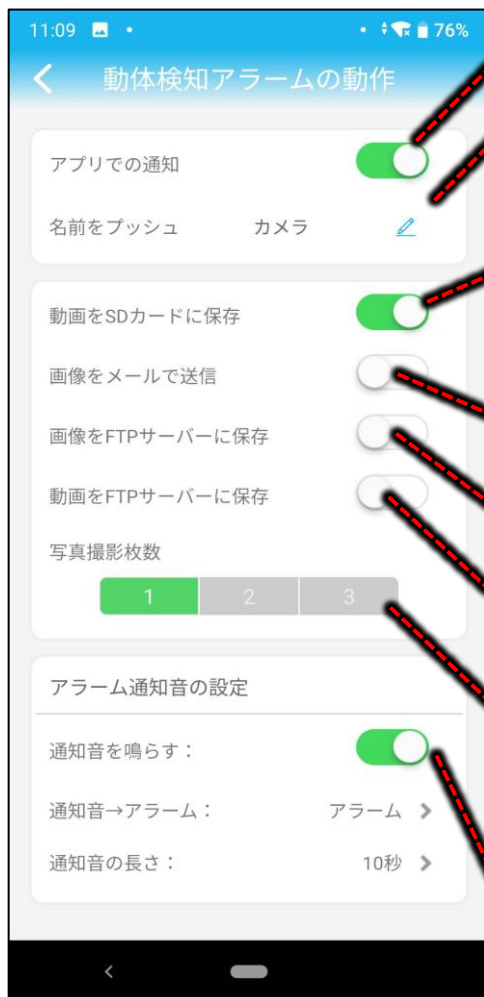 11:09 76%
動体検知アラームの動作
アプリでの通知
名前をプッシュ カメラ
動画をSDカードに保存
画像をメールで送信
画像をFTPサーバーに保存
動画をFTPサーバーに保存
写真撮影枚数
1 2 3
アラーム通知音の設定
通知音を鳴らす：
通知音→アラーム： アラーム
通知音の長さ： 10秒